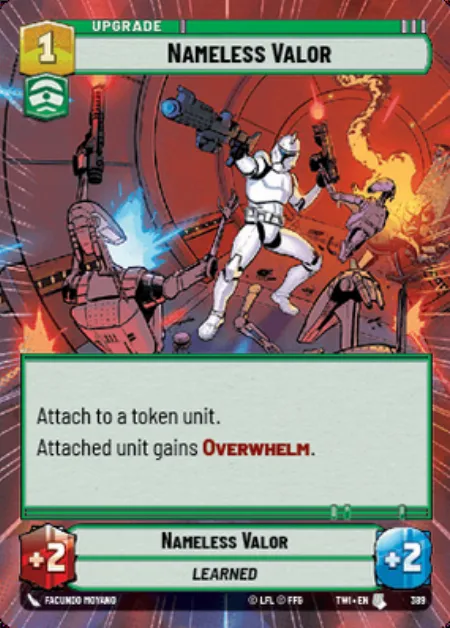 UPGRADE
1
NAMELESS VALOR
Attach to a token unit.
Attached unit gains OVERWHELM.
+2
NAMELESS VALOR
+2
LEARNED
FACUNDO MOYANO
© LFL © FFG
TWI • EN
389